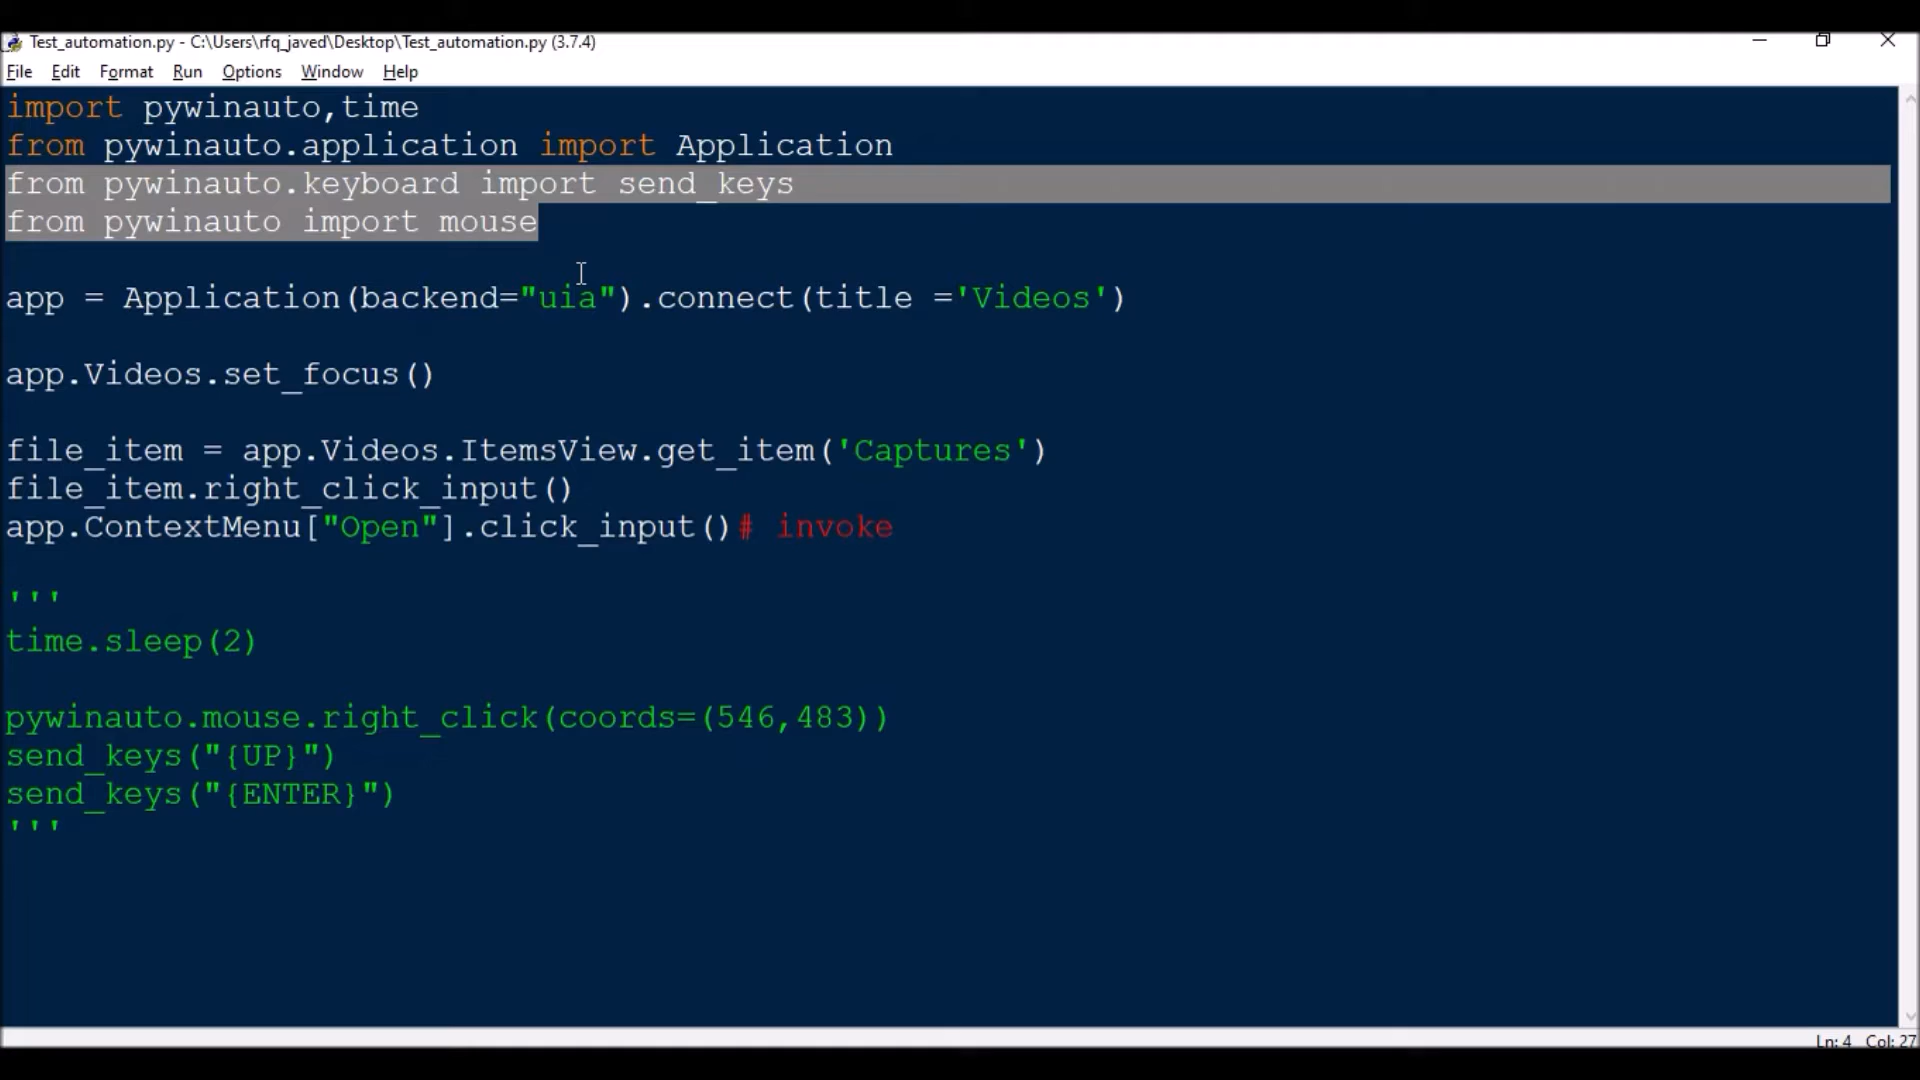 Test_automation.py - C:\Users\rfq_javed\Desktop\Test_automation.py (3.7.4)
File Edit Format Run Options Window Help
import pywinauto,time
from pywinauto.application import Application
from pywinauto.keyboard import send_keys
from pywinauto import mouse
app = Application(backend="uia").connect(title ='Videos')
app.Videos.set_focus()
file_item = app.Videos.ItemsView.get_item('Captures')
file_item.right_click_input()
app.ContextMenu["Open"].click_input()# invoke
'''
time.sleep(2)
pywinauto.mouse.right_click(coords=(546,483))
send_keys("{UP}")
send_keys("{ENTER}")
'''
Ln: 4 Col: 27